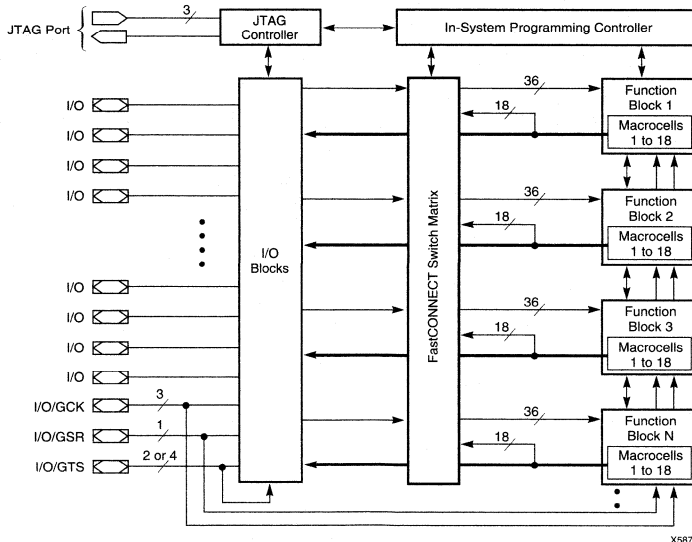 JTAG Port
3
JTAG
Controller
In-System Programming Controller
I/O
I/O
I/O
I/O
I/O
I/O
I/O
I/O
I/O/GCK
3
I/O/GSR
1
I/O/GTS
2 or 4
I/O
Blocks
FastCONNECT Switch Matrix
36
18
Function
Block 1
Macrocells
1 to 18
36
18
Function
Block 2
Macrocells
1 to 18
36
18
Function
Block 3
Macrocells
1 to 18
36
18
Function
Block N
Macrocells
1 to 18
X587